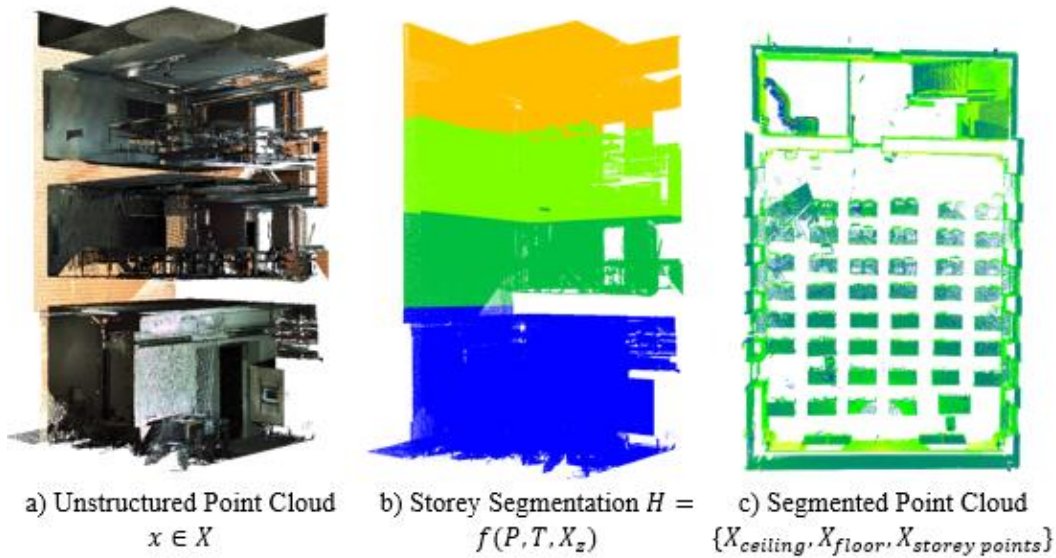 a) Unstructured Point Cloud
x ∈ X
b) Storey Segmentation H =
f(P, T, X_z)
c) Segmented Point Cloud
{X_ceiling, X_floor, X_storey points}